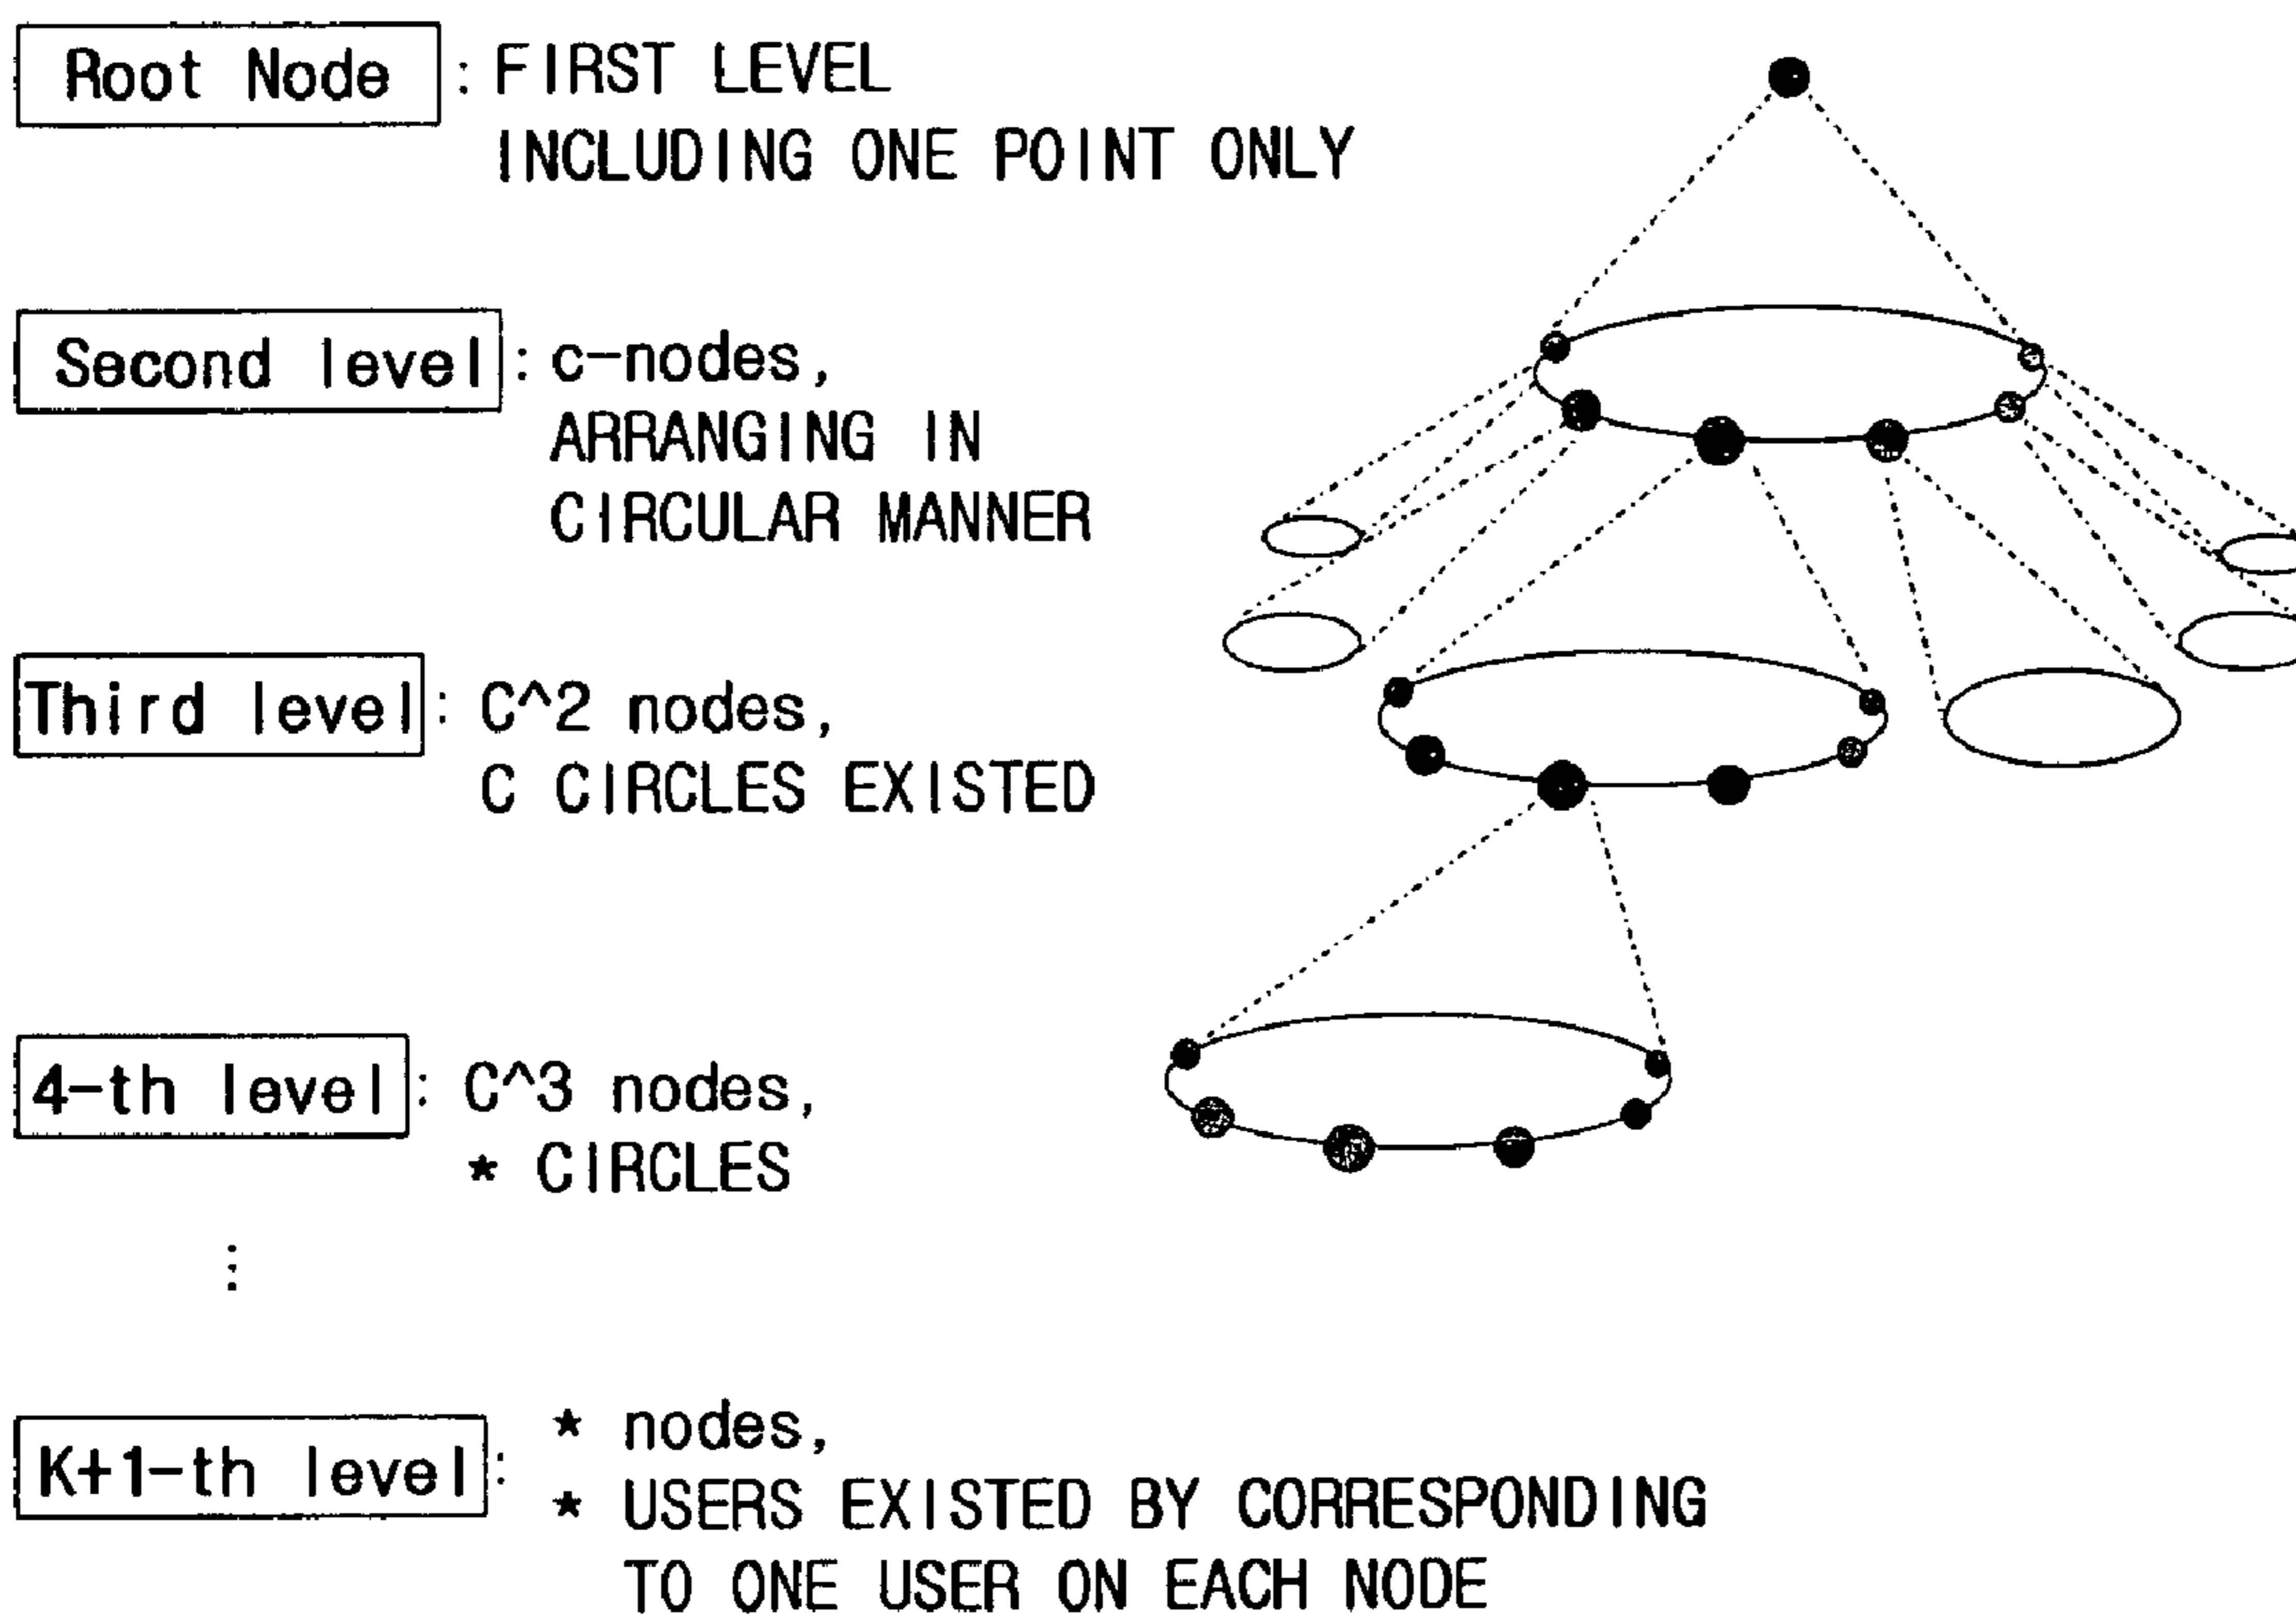 Root Node : FIRST LEVEL
INCLUDING ONE POINT ONLY
Second level : c-nodes,
ARRANGING IN
CIRCULAR MANNER
Third level : C^2 nodes,
C CIRCLES EXISTED
4-th level : C^3 nodes,
* CIRCLES
⋮
K+1-th level : * nodes,
* USERS EXISTED BY CORRESPONDING
TO ONE USER ON EACH NODE